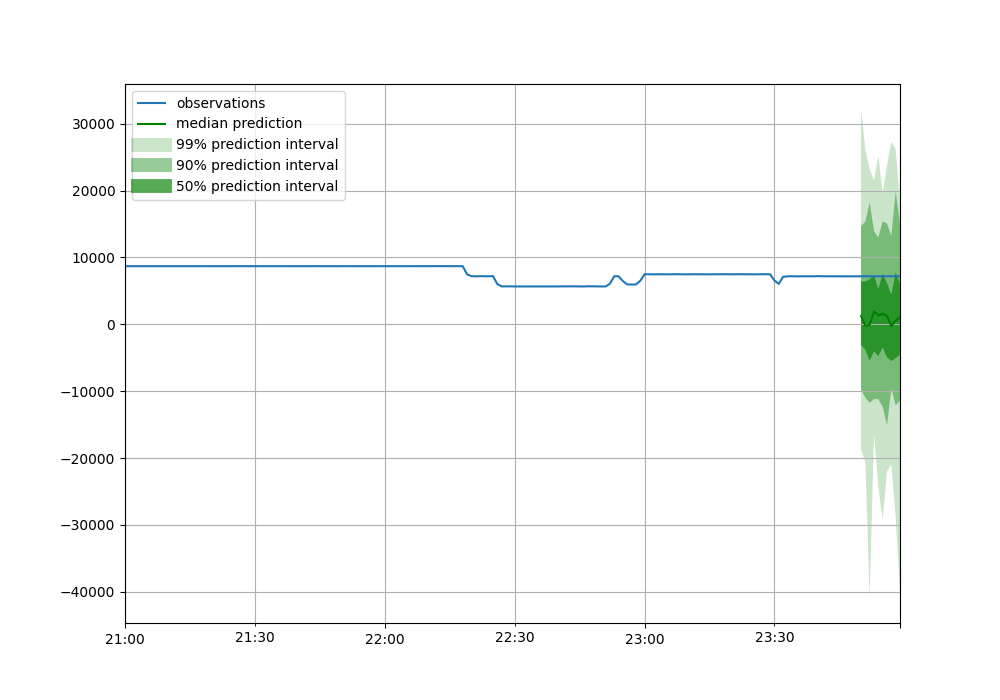 observations
median prediction
99% prediction interval
90% prediction interval
50% prediction interval
30000
20000
10000
0
−10000
−20000
−30000
−40000
21:00
21:30
22:00
22:30
23:00
23:30